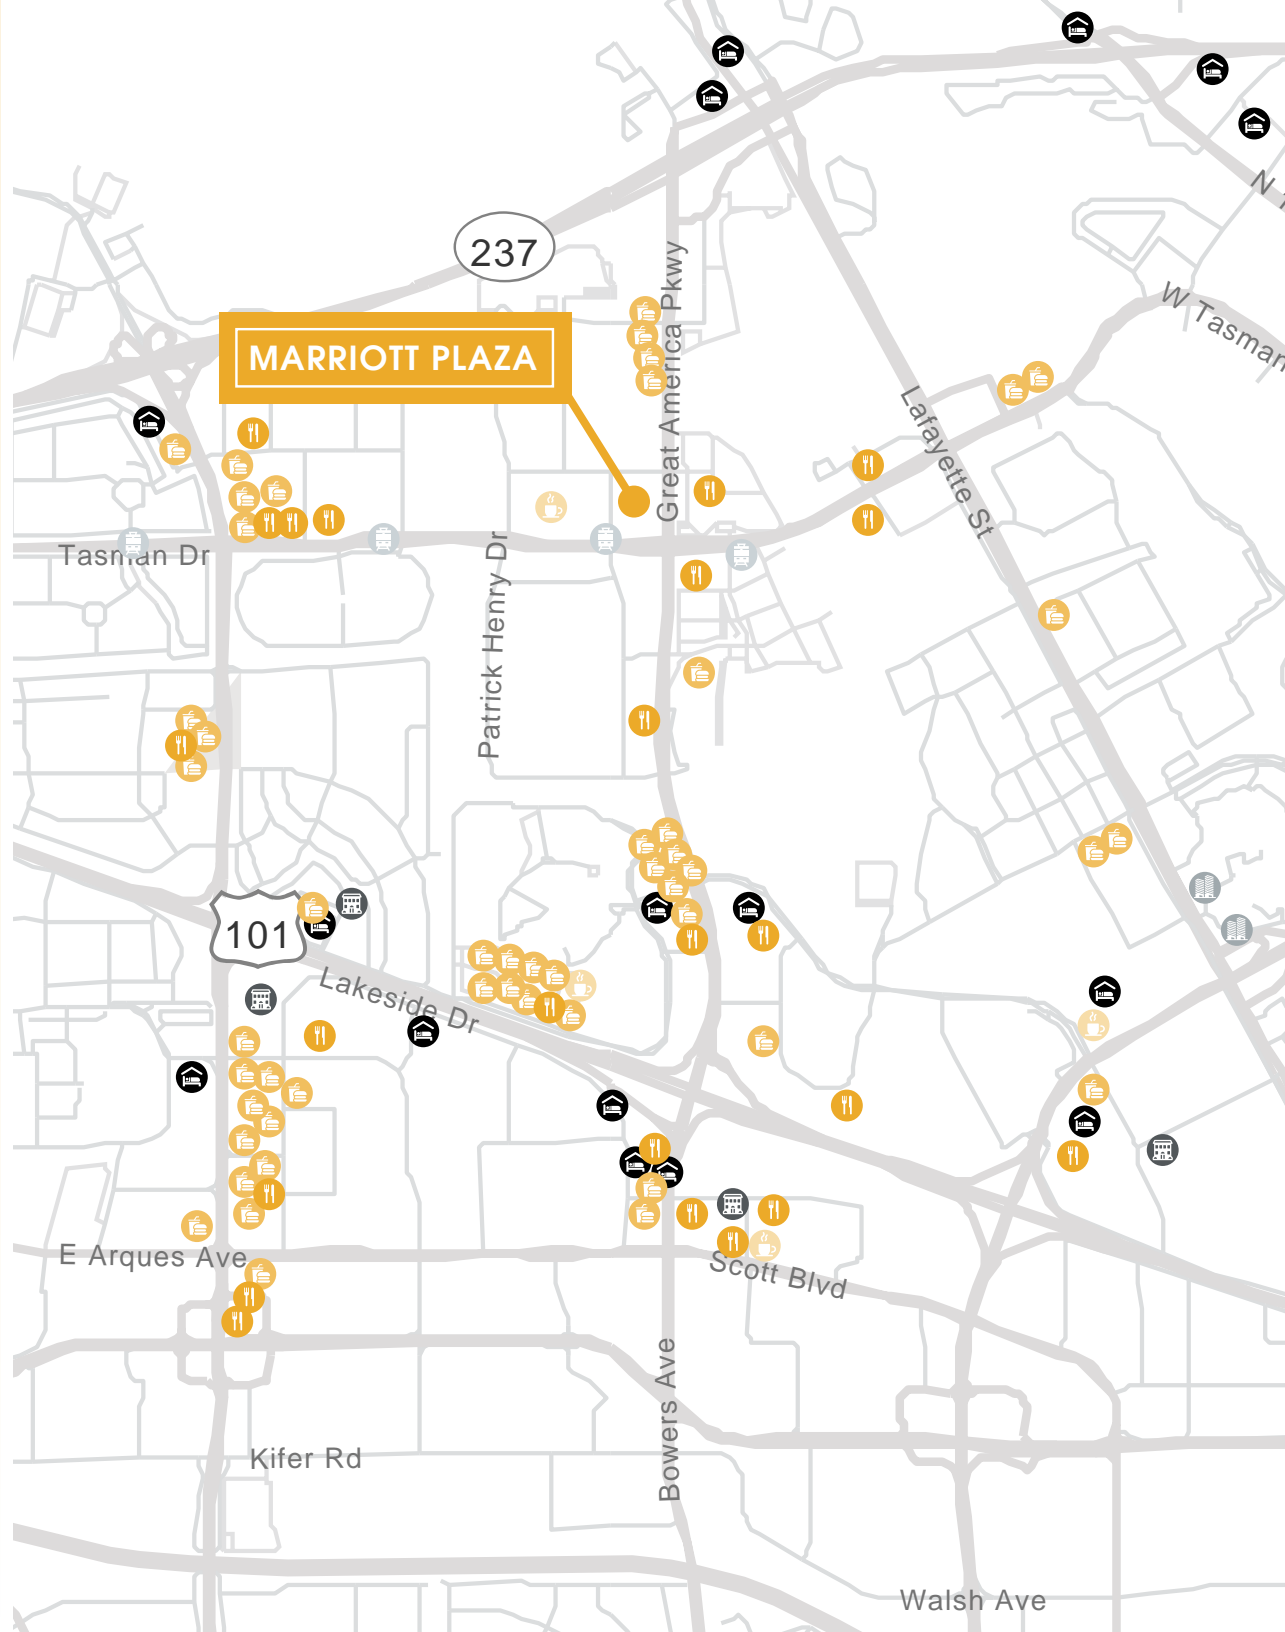 237
MARRIOTT PLAZA
Great America Pkwy
W Tasman
Lafayette St
Tasman Dr
Patrick Henry Dr
101
Lakeside Dr
E Arques Ave
Scott Blvd
Bowers Ave
Kifer Rd
Walsh Ave